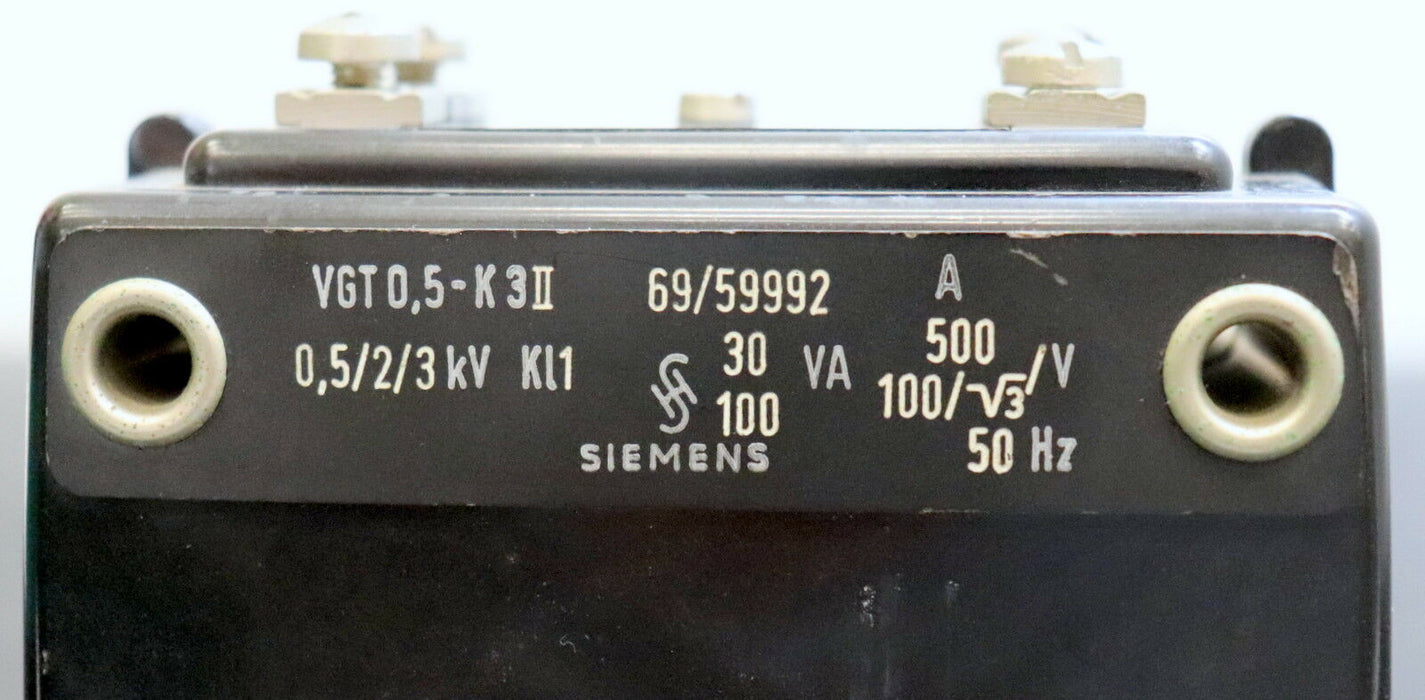 VGT 0,5-K 3 II 69/59992 A
0,5/2/3 kV Kl1
30
100
VA
500
100/√3/V
SIEMENS
50 Hz